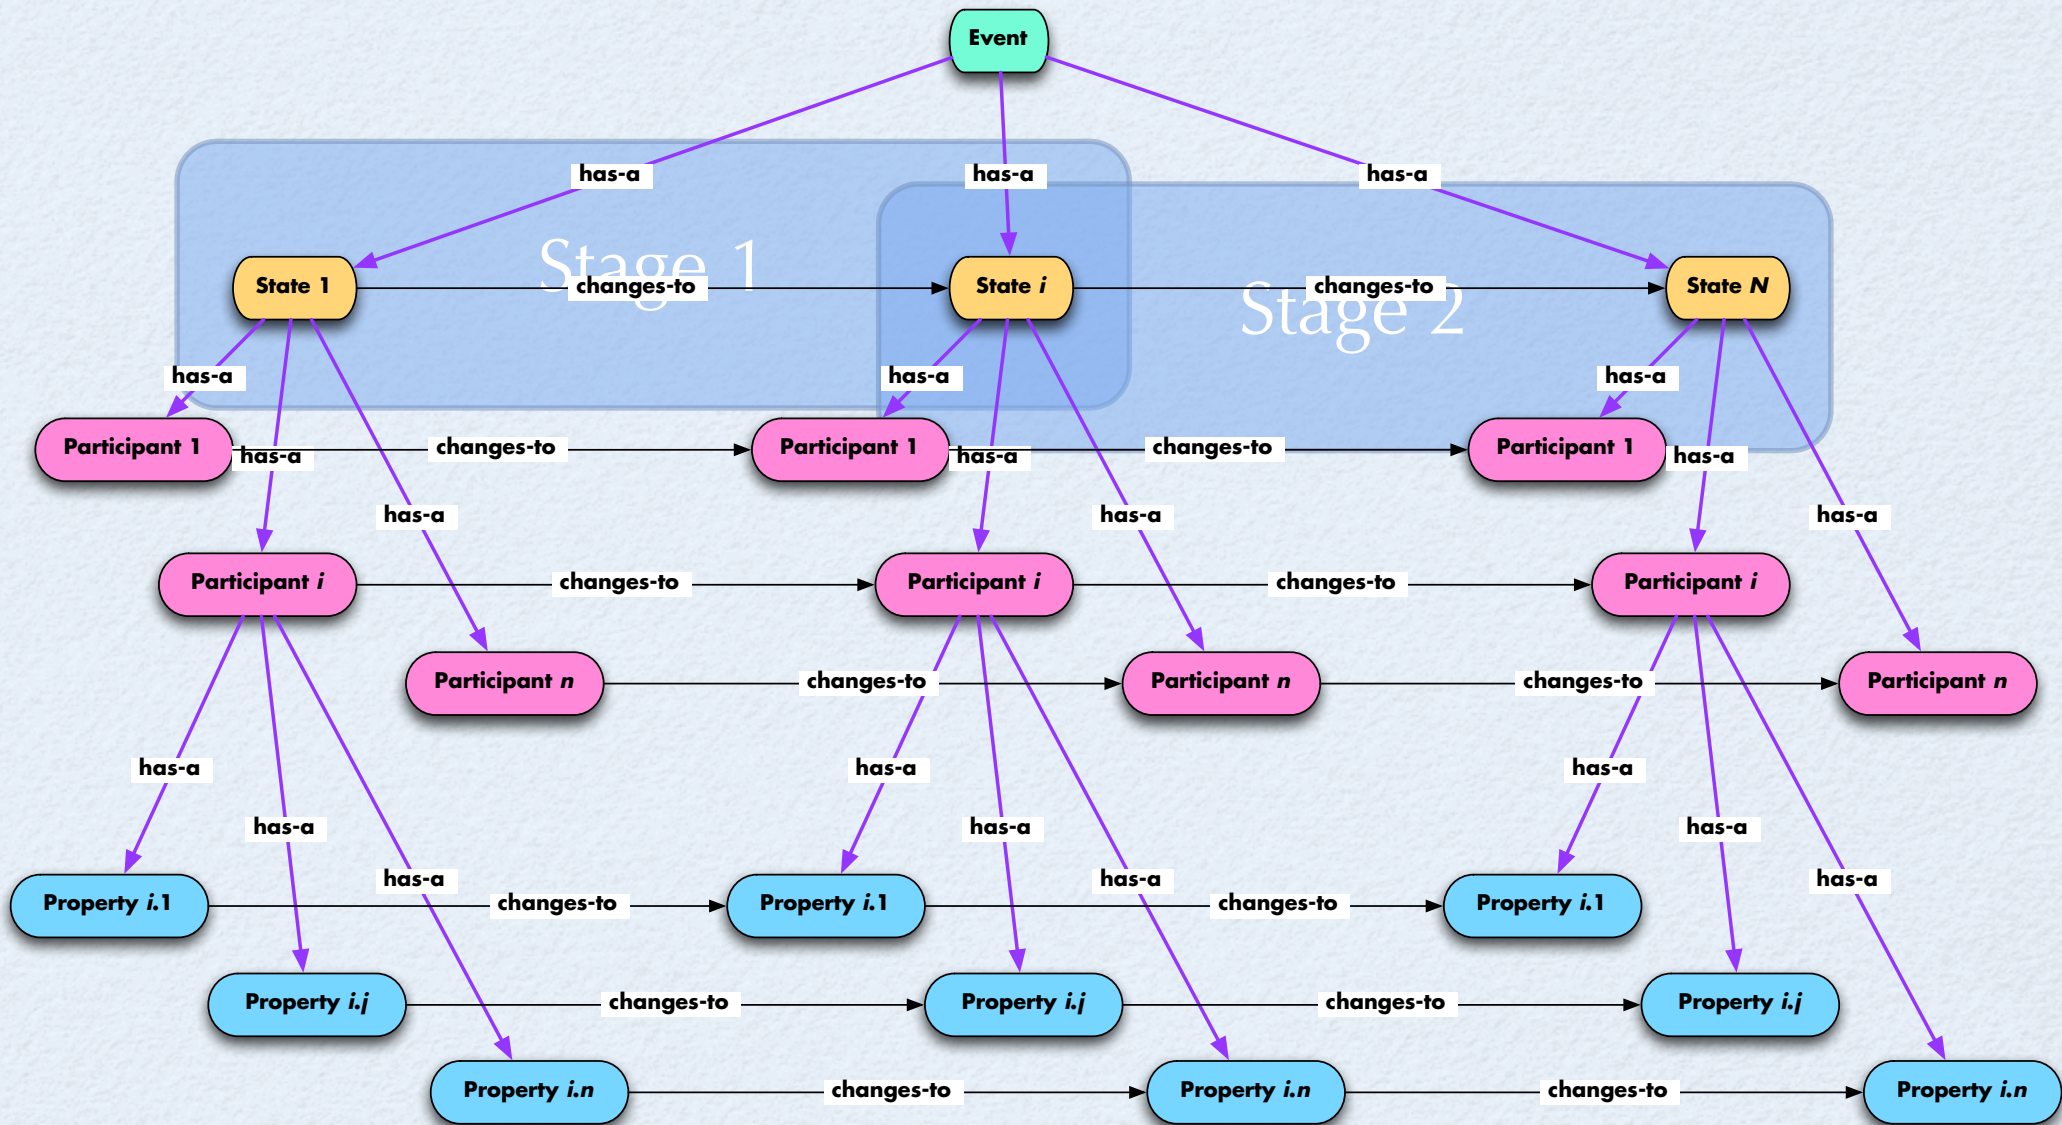 Event
has-a
has-a
has-a
Stage 1
Stage 2
State 1
changes-to
State i
changes-to
State N
has-a
has-a
has-a
Participant 1
has-a
changes-to
Participant 1
has-a
changes-to
Participant 1
has-a
has-a
has-a
has-a
Participant i
changes-to
Participant i
changes-to
Participant i
Participant n
changes-to
Participant n
changes-to
Participant n
has-a
has-a
has-a
has-a
has-a
has-a
has-a
has-a
has-a
Property i.1
changes-to
Property i.1
changes-to
Property i.1
Property i.j
changes-to
Property i.j
changes-to
Property i.j
Property i.n
changes-to
Property i.n
changes-to
Property i.n